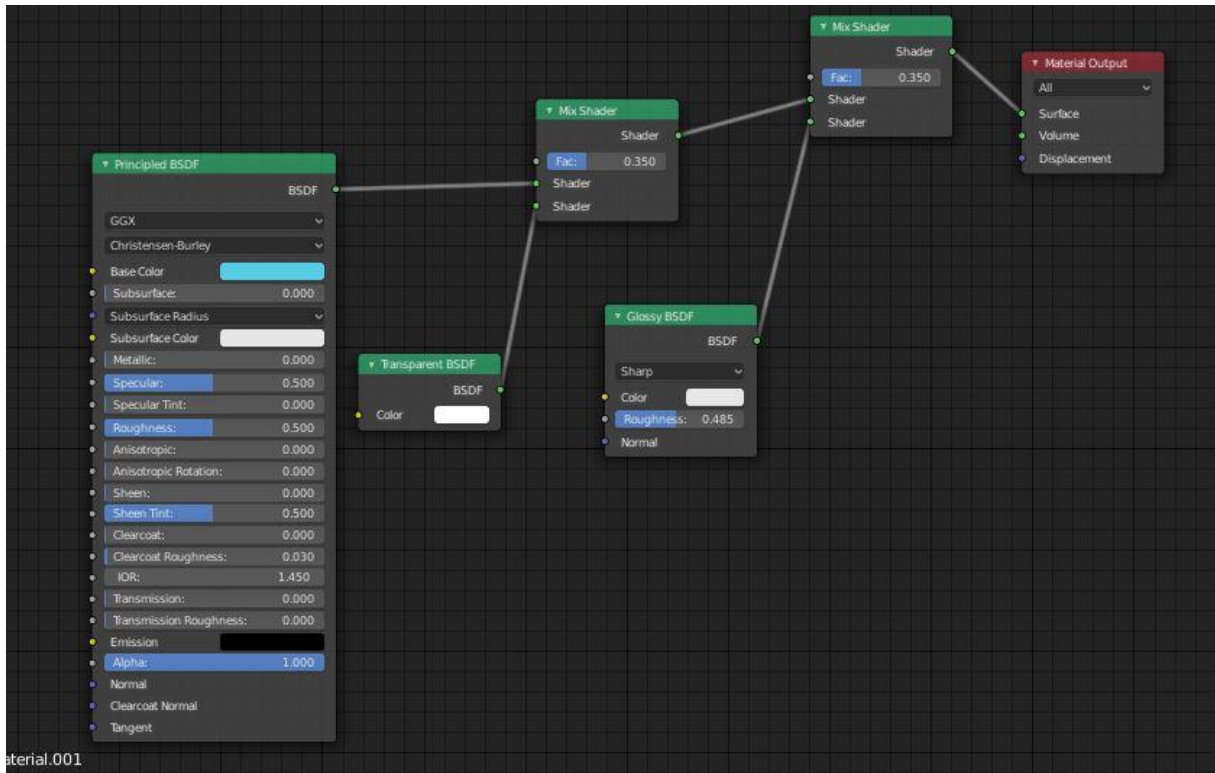 Mix Shader
Shader
Fac: 0.350
Shader
Shader
Material Output
All
Surface
Volume
Displacement
Mix Shader
Shader
Fac: 0.350
Shader
Shader
Principled BSDF
BSDF
GGX
Christensen-Burley
Base Color
Subsurface: 0.000
Subsurface Radius
Subsurface Color
Metallic: 0.000
Specular: 0.500
Specular Tint: 0.000
Roughness: 0.500
Anisotropic: 0.000
Anisotropic Rotation: 0.000
Sheen: 0.000
Sheen Tint: 0.500
Clearcoat: 0.000
Clearcoat Roughness: 0.030
IOR: 1.450
Transmission: 0.000
Transmission Roughness: 0.000
Emission
Alpha: 1.000
Normal
Clearcoat Normal
Tangent
Transparent BSDF
BSDF
Color
Glossy BSDF
BSDF
Sharp
Color
Roughness: 0.485
Normal
aterial.001